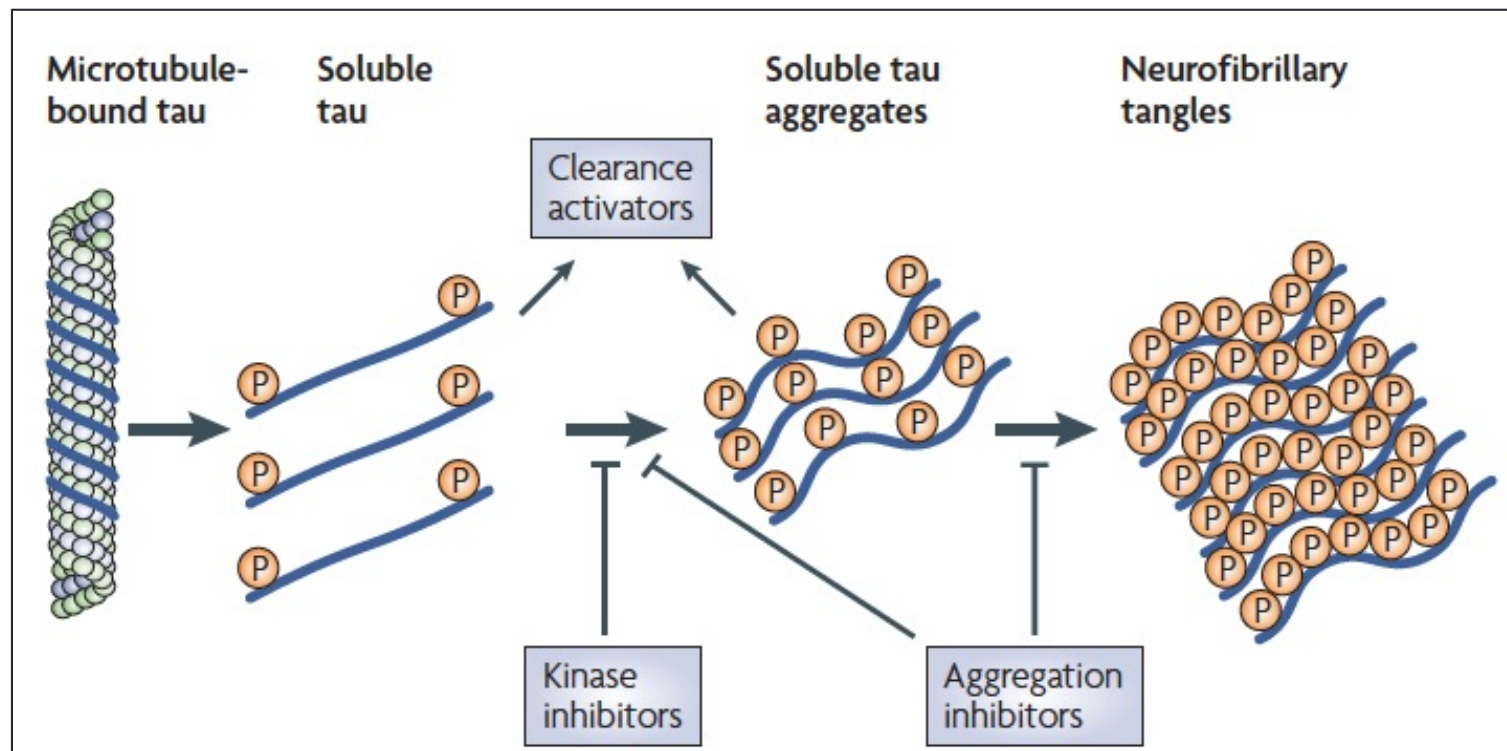 Microtubule-
bound tau
Soluble
tau
Soluble tau
aggregates
Neurofibrillary
tangles
Clearance
activators
P P
P P
P P
P
P P P
P P P P
P P P
P
P
P P
P P P P P P
P P P P
P P P P P P
P P P P
P P P P P P P
P P P P P P
P P P P P P P
P P
P
Kinase
inhibitors
Aggregation
inhibitors